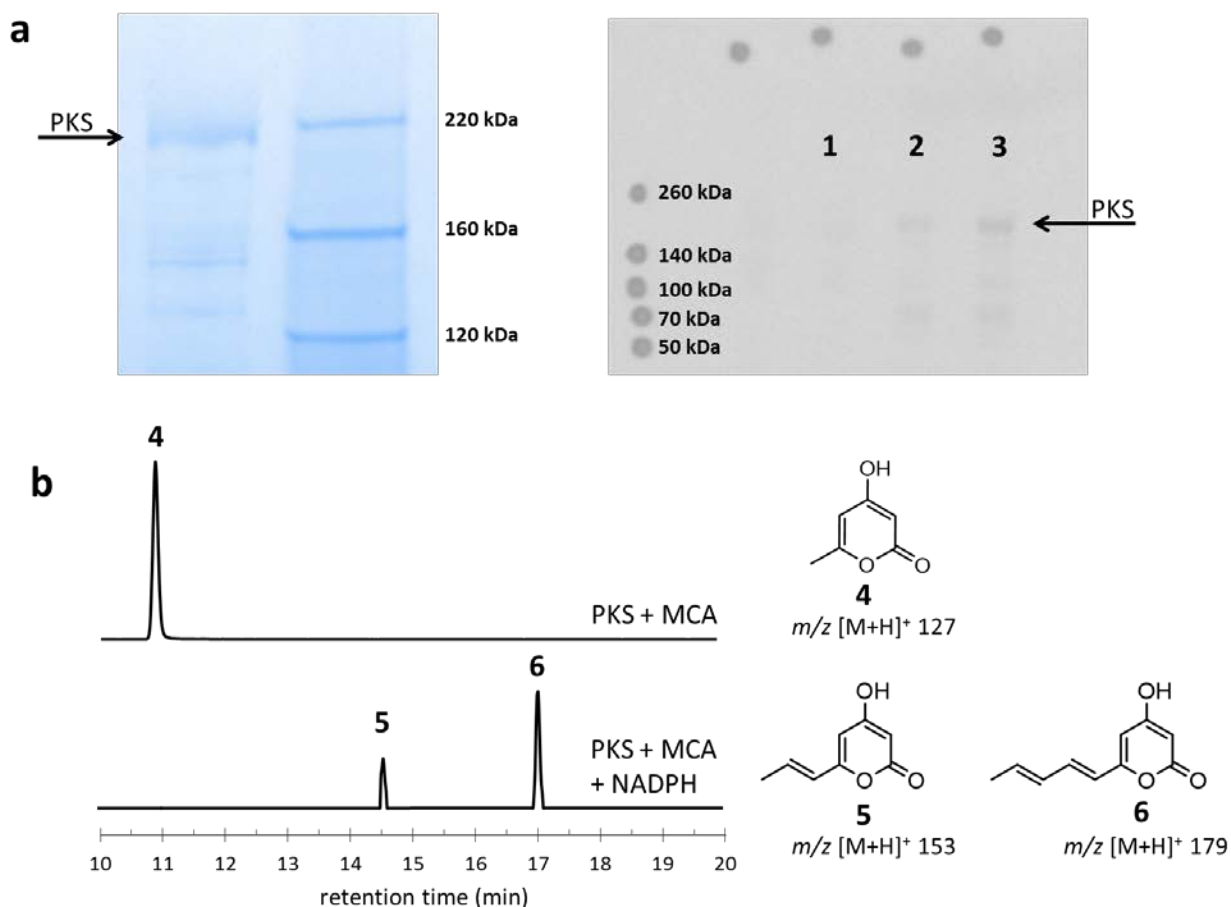 a
PKS
220 kDa
160 kDa
120 kDa
1 2 3
260 kDa
140 kDa
100 kDa
70 kDa
50 kDa
PKS
b
4
PKS + MCA
5
6
PKS + MCA
+ NADPH
10 11 12 13 14 15 16 17 18 19 20
retention time (min)
OH
O O
4
m/z [M+H]⁺ 127
OH
O O
5
m/z [M+H]⁺ 153
OH
O O
6
m/z [M+H]⁺ 179